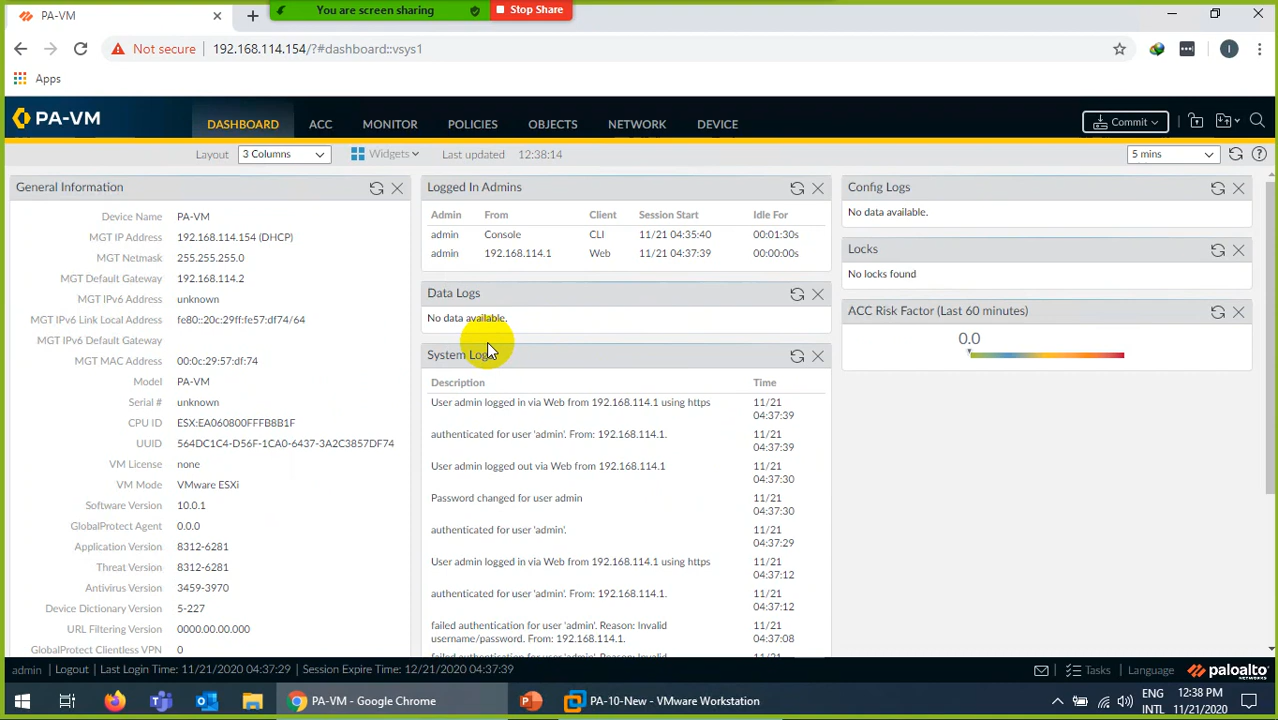 PA-VM
You are screen sharing
Stop Share
Not secure
192.168.114.154/?#dashboard::vsys1
I
Apps
PA-VM
DASHBOARD
ACC
MONITOR
POLICIES
OBJECTS
NETWORK
DEVICE
Commit
Layout
3 Columns
Widgets
Last updated
12:38:14
5 mins
General Information
Device Name PA-VM
MGT IP Address 192.168.114.154 (DHCP)
MGT Netmask 255.255.255.0
MGT Default Gateway 192.168.114.2
MGT IPv6 Address unknown
MGT IPv6 Link Local Address fe80::20c:29ff:fe57:df74/64
MGT IPv6 Default Gateway
MGT MAC Address 00:0c:29:57:df:74
Model PA-VM
Serial # unknown
CPU ID ESX:EA060800FFFB8B1F
UUID 564DC1C4-D56F-1CA0-6437-3A2C3857DF74
VM License none
VM Mode VMware ESXi
Software Version 10.0.1
GlobalProtect Agent 0.0.0
Application Version 8312-6281
Threat Version 8312-6281
Antivirus Version 3459-3970
Device Dictionary Version 5-227
URL Filtering Version 0000.00.00.000
GlobalProtect Clientless VPN 0
Logged In Admins
Admin From Client Session Start Idle For
admin Console CLI 11/21 04:35:40 00:01:30s
admin 192.168.114.1 Web 11/21 04:37:39 00:00:00s
Data Logs
No data available.
System Logs
Description Time
User admin logged in via Web from 192.168.114.1 using https 11/21
04:37:39
authenticated for user 'admin'. From: 192.168.114.1. 11/21
04:37:39
User admin logged out via Web from 192.168.114.1 11/21
04:37:30
Password changed for user admin 11/21
04:37:30
authenticated for user 'admin'. 11/21
04:37:29
User admin logged in via Web from 192.168.114.1 using https 11/21
04:37:12
authenticated for user 'admin'. From: 192.168.114.1. 11/21
04:37:12
failed authentication for user 'admin'. Reason: Invalid 11/21
username/password. From: 192.168.114.1. 04:37:08
failed authentication for user 'admin'. Reason: Invalid 11/21
Config Logs
No data available.
Locks
No locks found
ACC Risk Factor (Last 60 minutes)
0.0
admin
Logout
Last Login Time: 11/21/2020 04:37:29
Session Expire Time: 12/21/2020 04:37:39
Tasks
Language
paloalto
NETWORKS
PA-VM - Google Chrome
PA-10-New - VMware Workstation
ENG
INTL
12:38 PM
11/21/2020